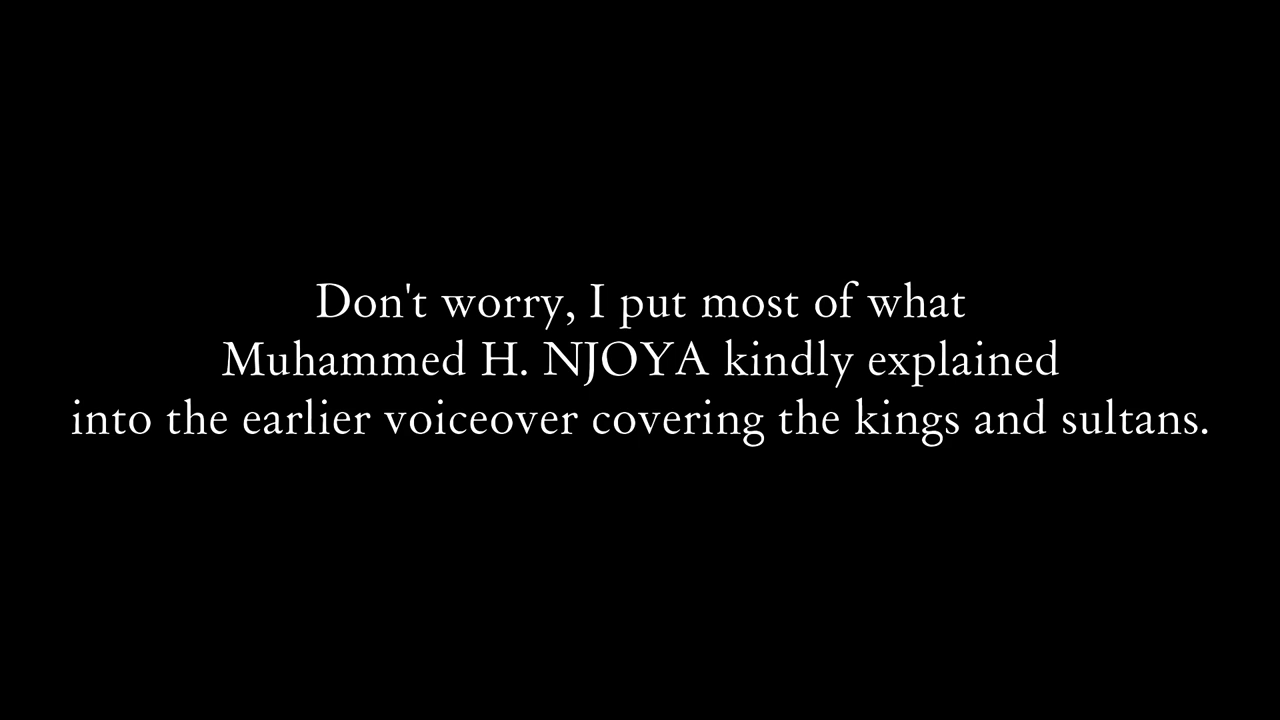 Don't worry, I put most of what
Muhammed H. NJOYA kindly explained
into the earlier voiceover covering the kings and sultans.